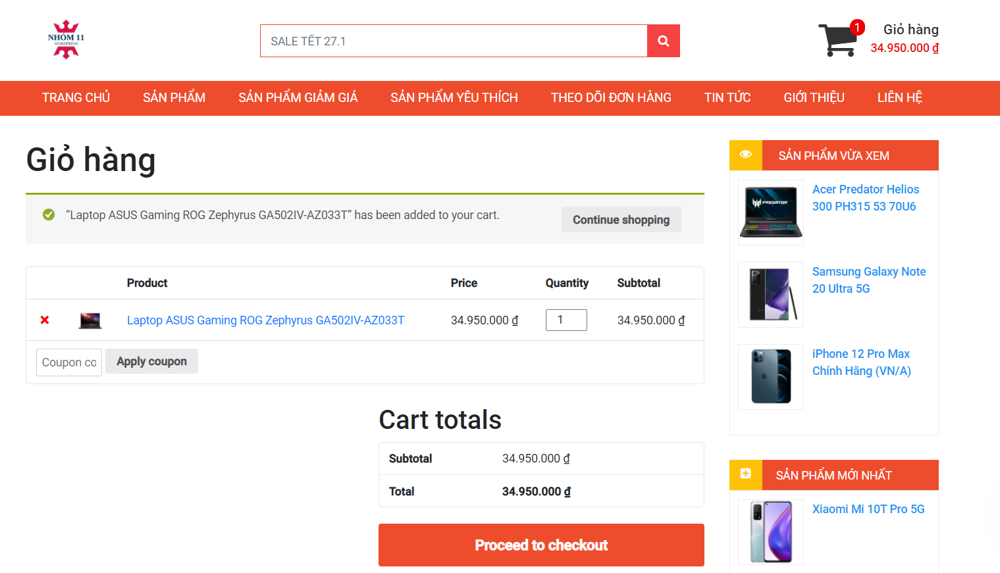 NHÓM 11
WORDPRESS
SALE TẾT 27.1
1
Giỏ hàng
34.950.000 ₫
TRANG CHỦ
SẢN PHẨM
SẢN PHẨM GIẢM GIÁ
SẢN PHẨM YÊU THÍCH
THEO DÕI ĐƠN HÀNG
TIN TỨC
GIỚI THIỆU
LIÊN HỆ
Giỏ hàng
“Laptop ASUS Gaming ROG Zephyrus GA502IV-AZ033T” has been added to your cart.
Continue shopping
Product Price Quantity Subtotal
Laptop ASUS Gaming ROG Zephyrus GA502IV-AZ033T 34.950.000 ₫ 1 34.950.000 ₫
Coupon co
Apply coupon
Cart totals
Subtotal 34.950.000 ₫
Total 34.950.000 ₫
Proceed to checkout
SẢN PHẨM VỪA XEM
PREDATOR
Acer Predator Helios
300 PH315 53 70U6
Samsung Galaxy Note
20 Ultra 5G
iPhone 12 Pro Max
Chính Hãng (VN/A)
SẢN PHẨM MỚI NHẤT
Xiaomi Mi 10T Pro 5G